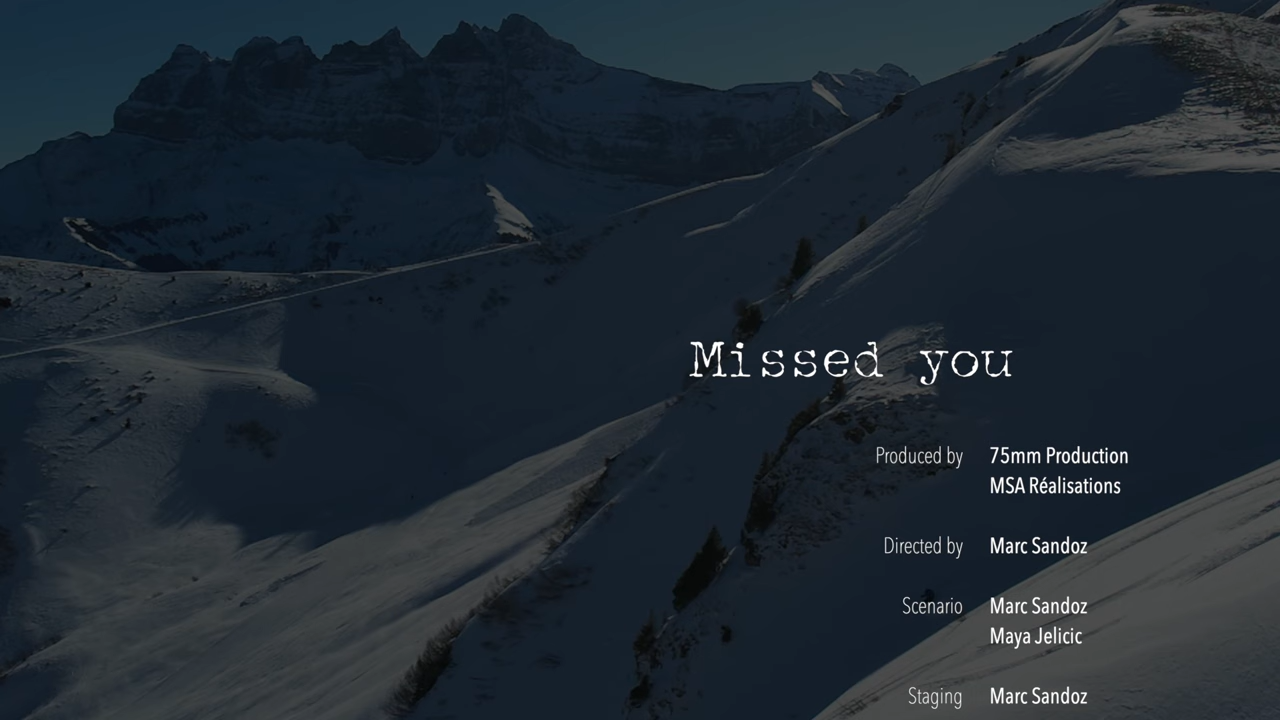 Missed you
Produced by 75mm Production
MSA Réalisations
Directed by Marc Sandoz
Scenario Marc Sandoz
Maya Jelicic
Staging Marc Sandoz